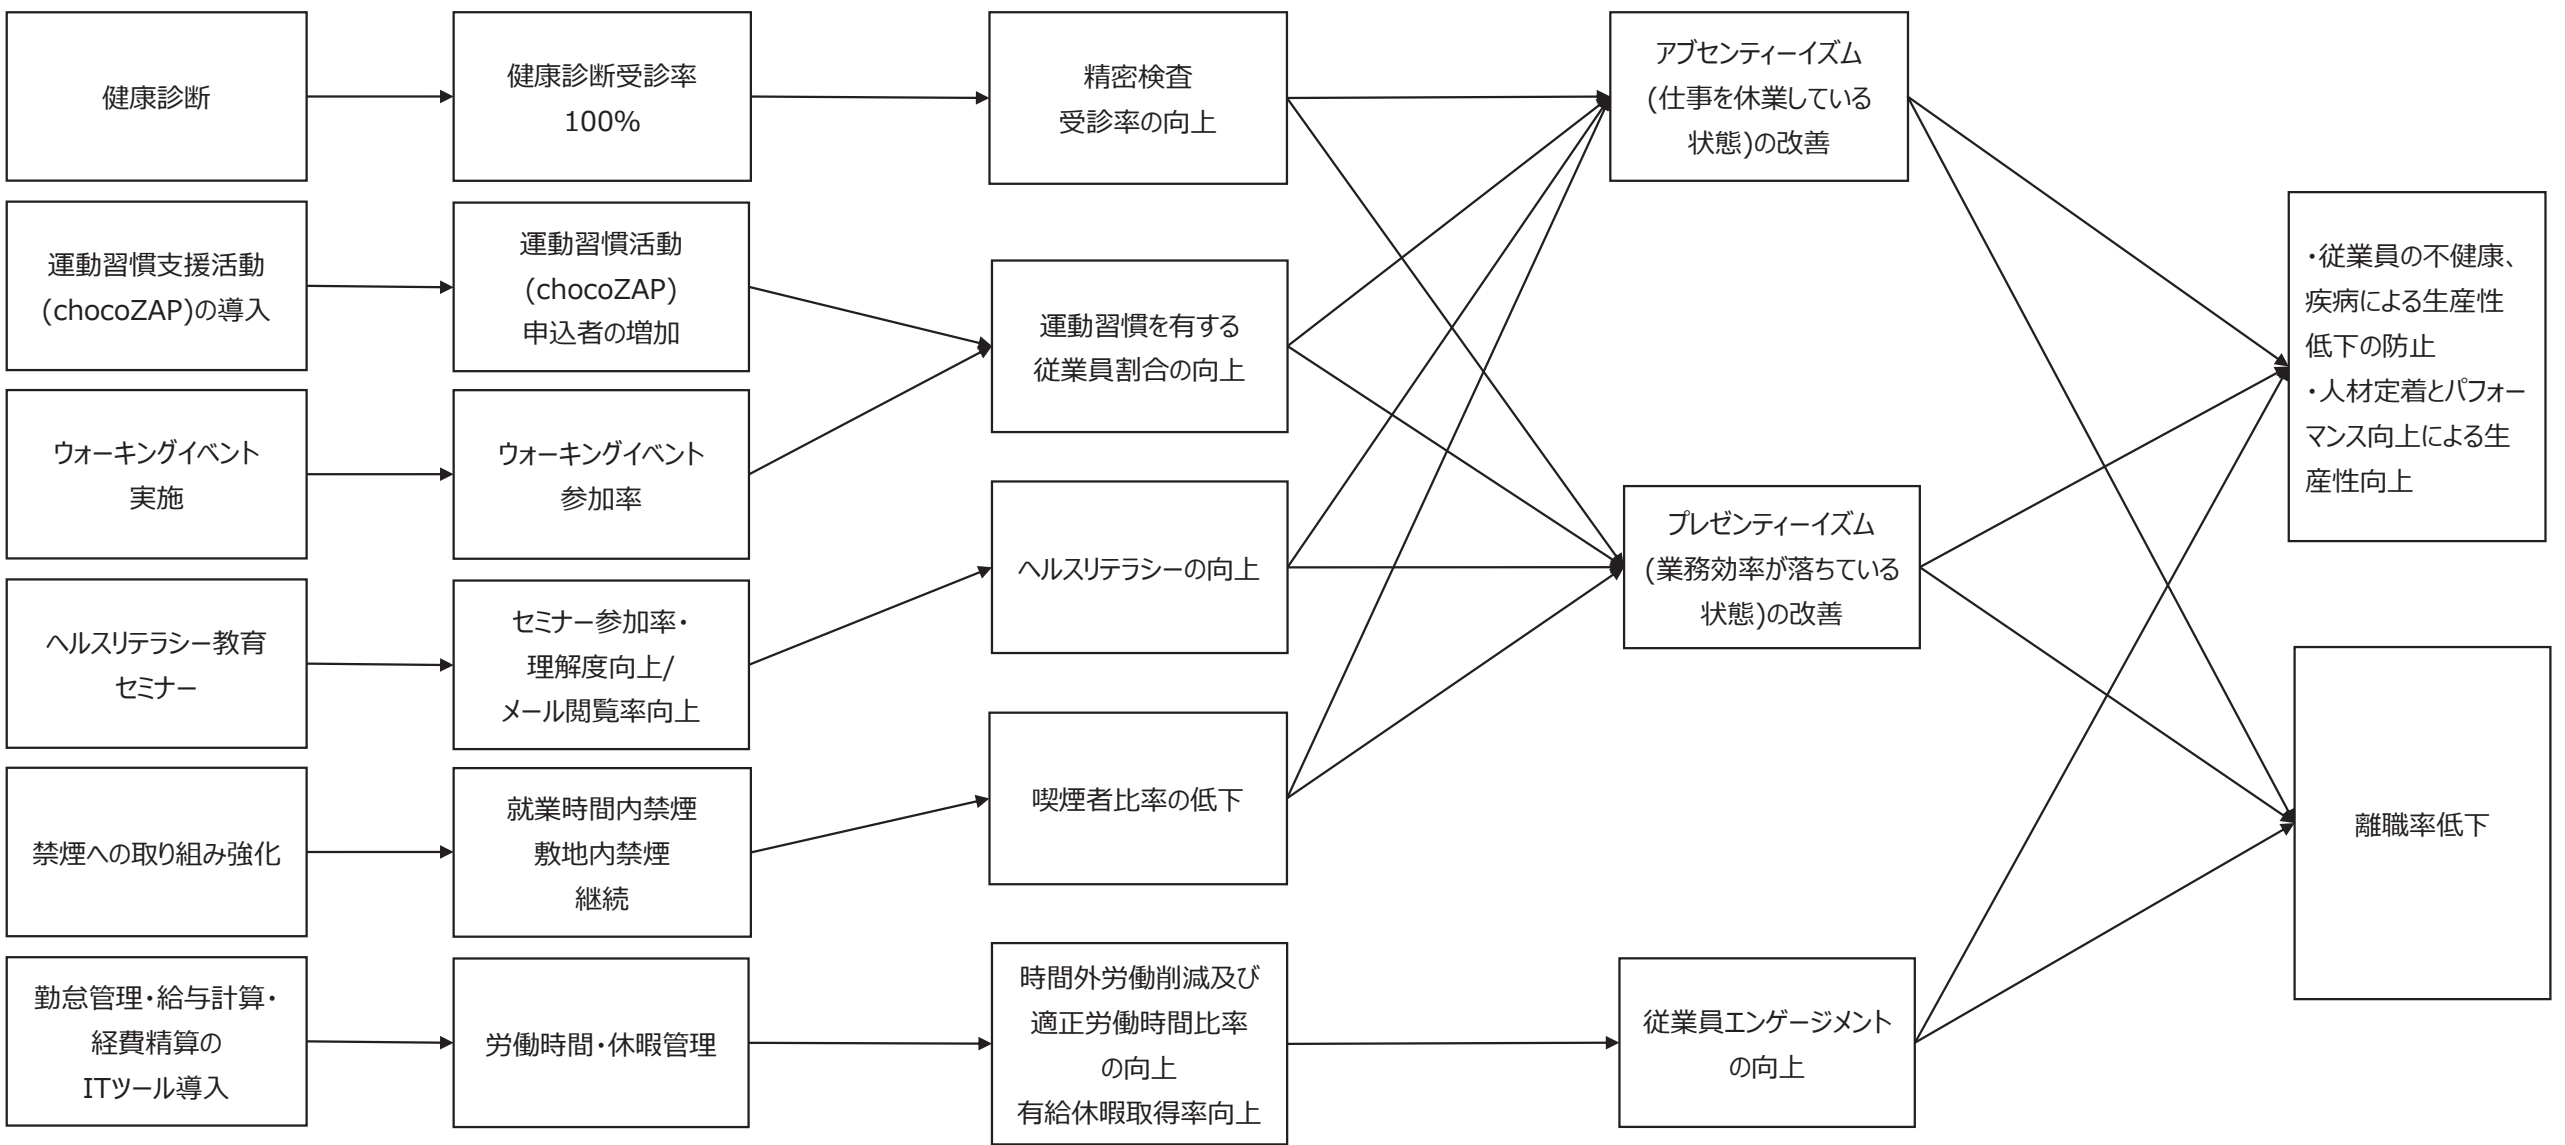 健康診断
健康診断受診率
100%
精密検査
受診率の向上
アブセンティーイズム
(仕事を休業している
状態)の改善
運動習慣支援活動
(chocoZAP)の導入
運動習慣活動
(chocoZAP)
申込者の増加
運動習慣を有する
従業員割合の向上
・従業員の不健康、
疾病による生産性
低下の防止
・人材定着とパフォー
マンス向上による生
産性向上
ウォーキングイベント
実施
ウォーキングイベント
参加率
ヘルスリテラシーの向上
プレゼンティーイズム
(業務効率が落ちている
状態)の改善
ヘルスリテラシー教育
セミナー
セミナー参加率・
理解度向上/
メール閲覧率向上
禁煙への取り組み強化
就業時間内禁煙
敷地内禁煙
継続
喫煙者比率の低下
離職率低下
勤怠管理・給与計算・
経費精算の
ITツール導入
労働時間・休暇管理
時間外労働削減及び
適正労働時間比率
の向上
有給休暇取得率向上
従業員エンゲージメント
の向上